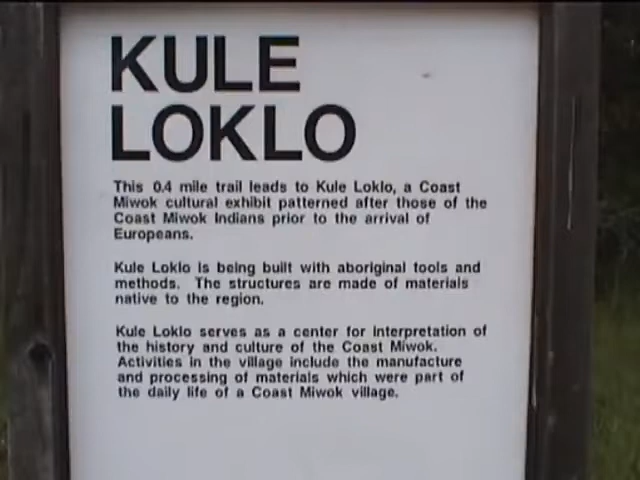 KULE
LOKLO
This 0.4 mile trail leads to Kule Loklo, a Coast
Miwok cultural exhibit patterned after those of the
Coast Miwok Indians prior to the arrival of
Europeans.
Kule Loklo is being built with aboriginal tools and
methods. The structures are made of materials
native to the region.
Kule Loklo serves as a center for interpretation of
the history and culture of the Coast Miwok.
Activities in the village include the manufacture
and processing of materials which were part of
the daily life of a Coast Miwok village.